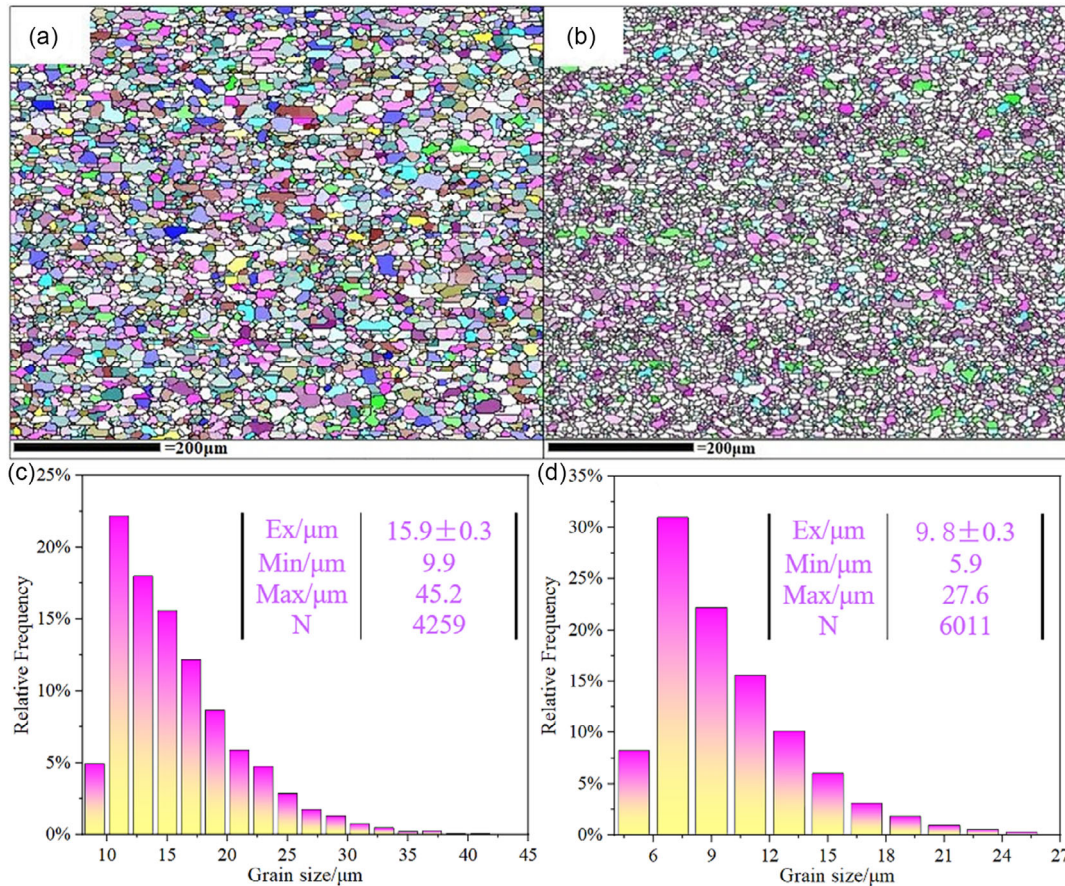 (a)
(b)
=200μm
=200μm
(c)
25%
20%
15%
10%
5%
0%
Relative Frequency
Ex/μm 15.9±0.3
Min/μm 9.9
Max/μm 45.2
N 4259
10 15 20 25 30 35 40 45
Grain size/μm
(d)
35%
30%
25%
20%
15%
10%
5%
0%
Relative Frequency
Ex/μm 9.8±0.3
Min/μm 5.9
Max/μm 27.6
N 6011
6 9 12 15 18 21 24 27
Grain size/μm